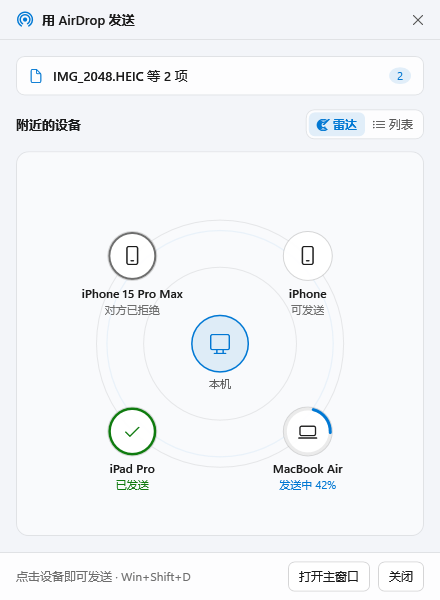 用 AirDrop 发送
IMG_2048.HEIC 等 2 项
2
附近的设备
雷达
列表
iPhone 15 Pro Max
对方已拒绝
iPhone
可发送
本机
iPad Pro
已发送
MacBook Air
发送中 42%
点击设备即可发送 · Win+Shift+D
打开主窗口
关闭